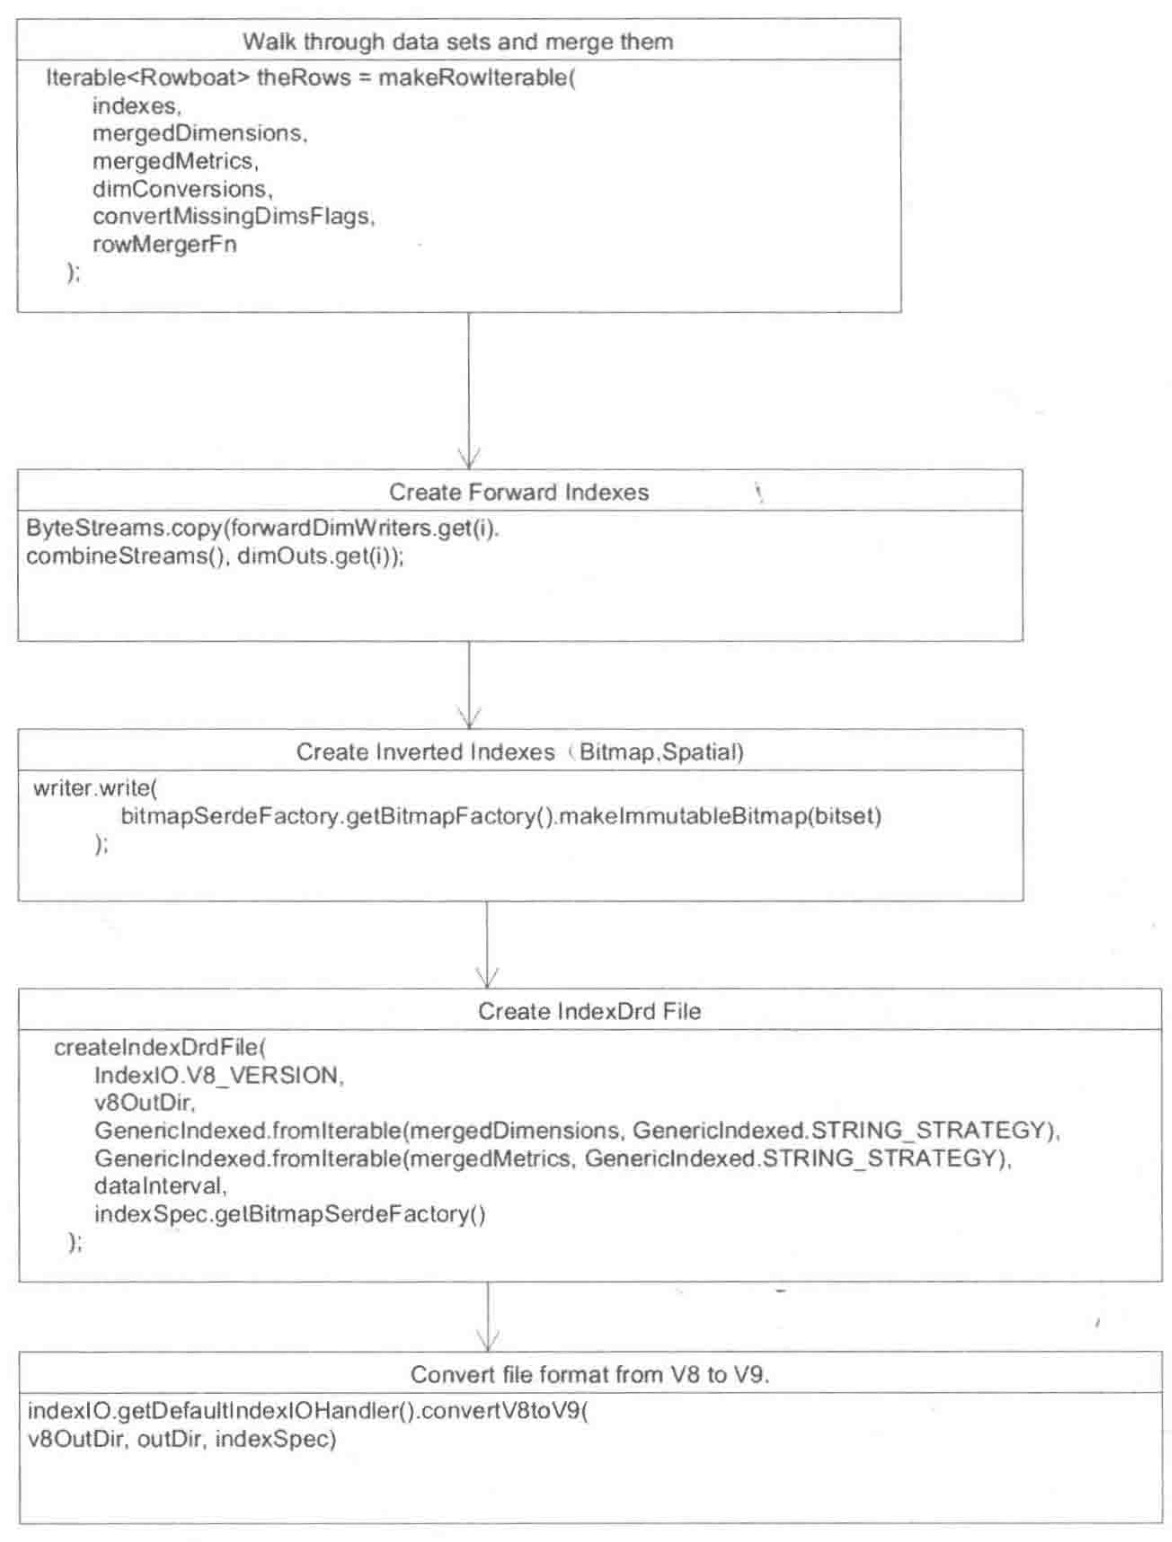 Walk through data sets and merge them
Iterable<Rowboat> theRows = makeRowIterable(
indexes,
mergedDimensions,
mergedMetrics,
dimConversions,
convertMissingDimsFlags,
rowMergerFn
);
Create Forward Indexes
ByteStreams.copy(forwardDimWriters.get(i).
combineStreams(), dimOuts.get(i));
Create Inverted Indexes (Bitmap,Spatial)
writer.write(
bitmapSerdeFactory.getBitmapFactory().makeImmutableBitmap(bitset)
);
Create IndexDrd File
createIndexDrdFile(
IndexIO.V8_VERSION,
v8OutDir,
GenericIndexed.fromIterable(mergedDimensions, GenericIndexed.STRING_STRATEGY),
GenericIndexed.fromIterable(mergedMetrics, GenericIndexed.STRING_STRATEGY),
dataInterval,
indexSpec.getBitmapSerdeFactory()
);
Convert file format from V8 to V9.
indexIO.getDefaultIndexIOHandler().convertV8toV9(
v8OutDir, outDir, indexSpec)